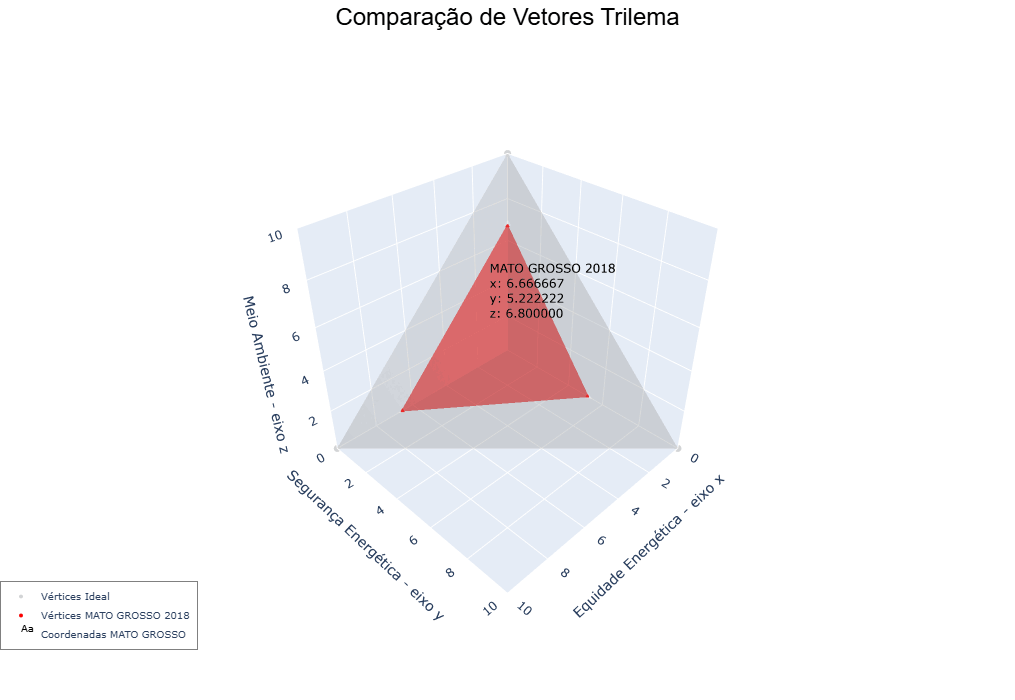 Comparação de Vetores Trilema
MATO GROSSO 2018
x: 6.666667
y: 5.222222
z: 6.800000
10
8
6
4
2
Meio Ambiente - eixo z
0
2
4
6
8
10
Segurança Energética - eixo y
0
2
4
6
8
10
Equidade Energética - eixo x
Vértices Ideal
Vértices MATO GROSSO 2018
Aa Coordenadas MATO GROSSO